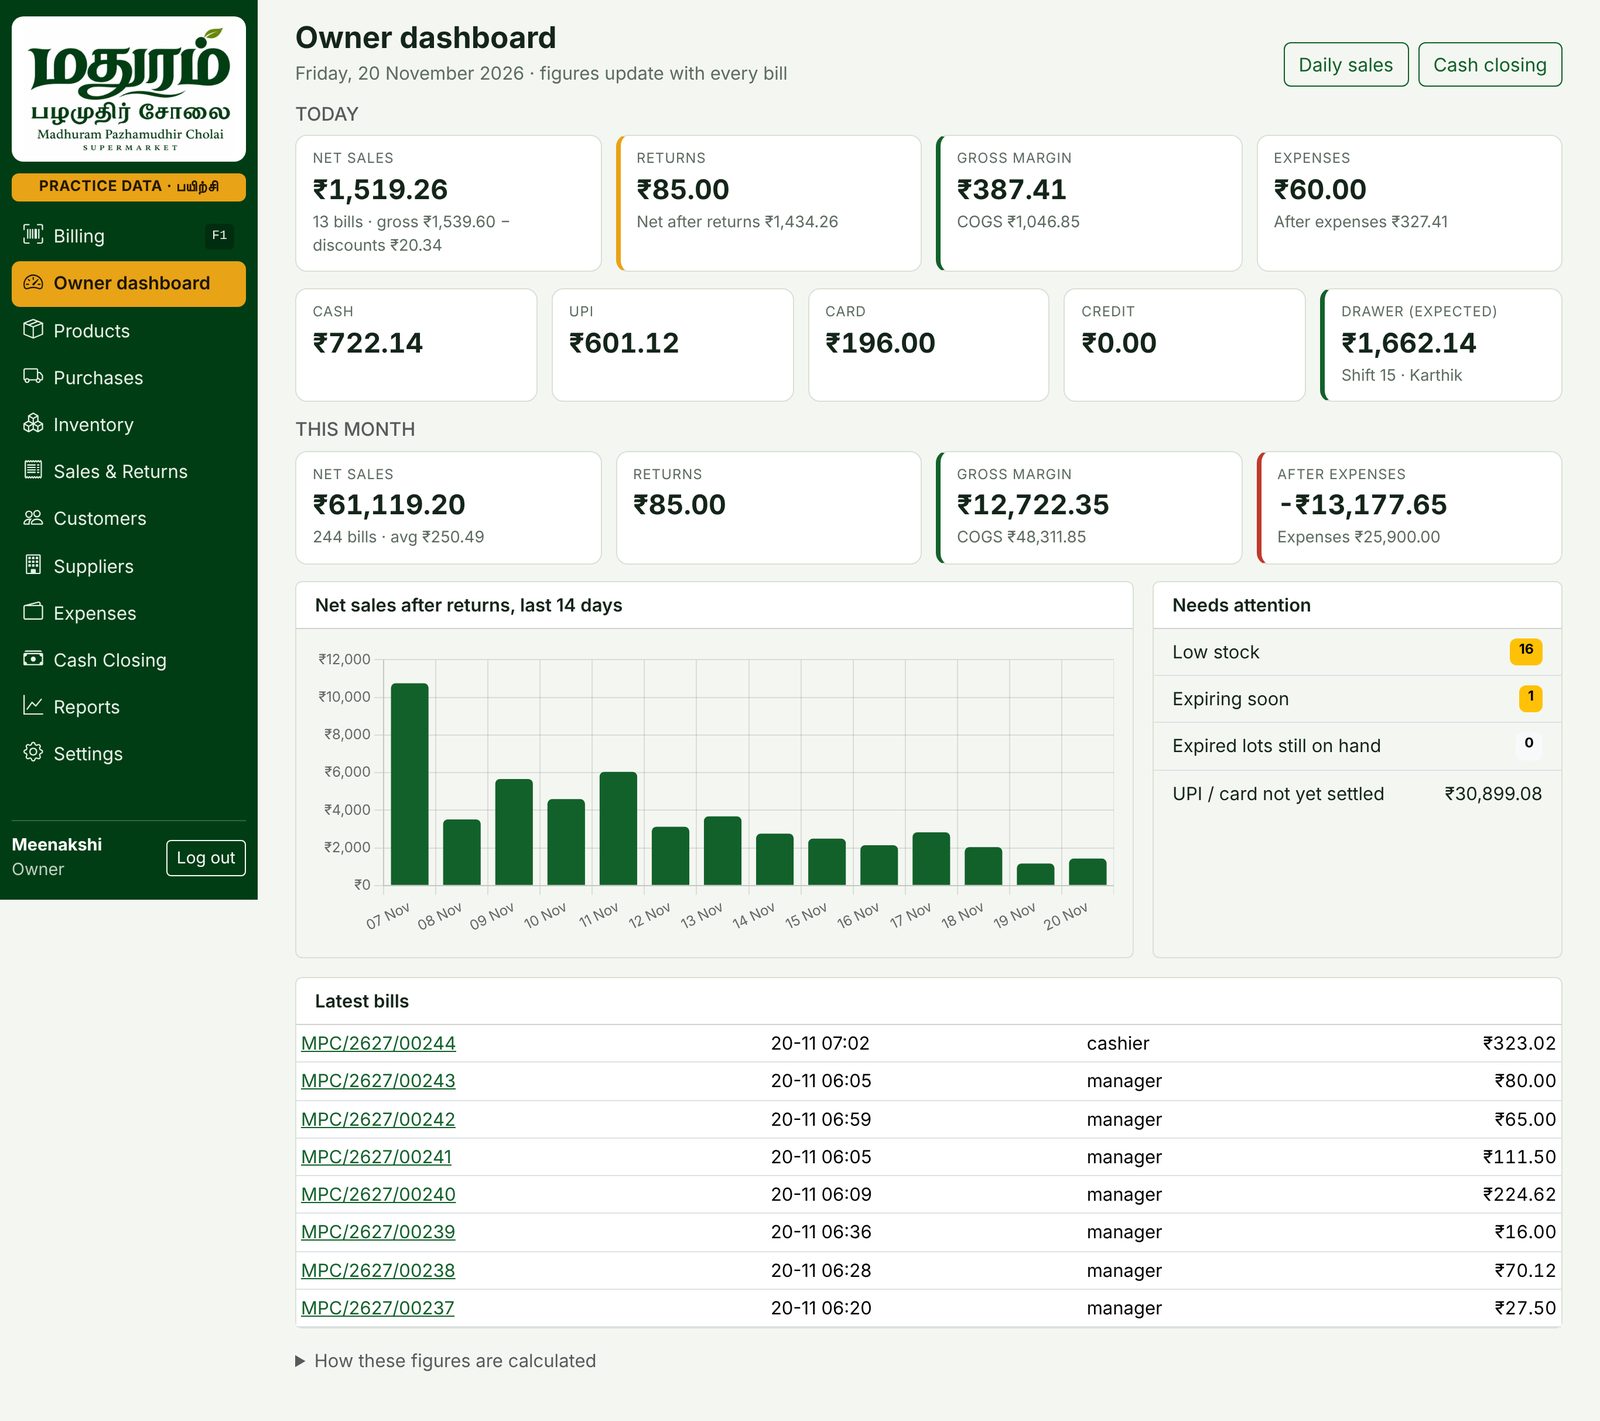 மதுரம்
பழமுதிர் சோலை
Madhuram Pazhamudhir Cholai
SUPERMARKET
PRACTICE DATA · பயிற்சி
Billing F1
Owner dashboard
Products
Purchases
Inventory
Sales & Returns
Customers
Suppliers
Expenses
Cash Closing
Reports
Settings
Meenakshi
Owner
Log out
Owner dashboard
Friday, 20 November 2026 · figures update with every bill
Daily sales
Cash closing
TODAY
NET SALES
₹1,519.26
13 bills · gross ₹1,539.60 −
discounts ₹20.34
RETURNS
₹85.00
Net after returns ₹1,434.26
GROSS MARGIN
₹387.41
COGS ₹1,046.85
EXPENSES
₹60.00
After expenses ₹327.41
CASH
₹722.14
UPI
₹601.12
CARD
₹196.00
CREDIT
₹0.00
DRAWER (EXPECTED)
₹1,662.14
Shift 15 · Karthik
THIS MONTH
NET SALES
₹61,119.20
244 bills · avg ₹250.49
RETURNS
₹85.00
GROSS MARGIN
₹12,722.35
COGS ₹48,311.85
AFTER EXPENSES
-₹13,177.65
Expenses ₹25,900.00
Net sales after returns, last 14 days
₹12,000
₹10,000
₹8,000
₹6,000
₹4,000
₹2,000
₹0
07 Nov
08 Nov
09 Nov
10 Nov
11 Nov
12 Nov
13 Nov
14 Nov
15 Nov
16 Nov
17 Nov
18 Nov
19 Nov
20 Nov
Needs attention
Low stock 16
Expiring soon 1
Expired lots still on hand 0
UPI / card not yet settled ₹30,899.08
Latest bills
MPC/2627/00244 20-11 07:02 cashier ₹323.02
MPC/2627/00243 20-11 06:05 manager ₹80.00
MPC/2627/00242 20-11 06:59 manager ₹65.00
MPC/2627/00241 20-11 06:05 manager ₹111.50
MPC/2627/00240 20-11 06:09 manager ₹224.62
MPC/2627/00239 20-11 06:36 manager ₹16.00
MPC/2627/00238 20-11 06:28 manager ₹70.12
MPC/2627/00237 20-11 06:20 manager ₹27.50
How these figures are calculated